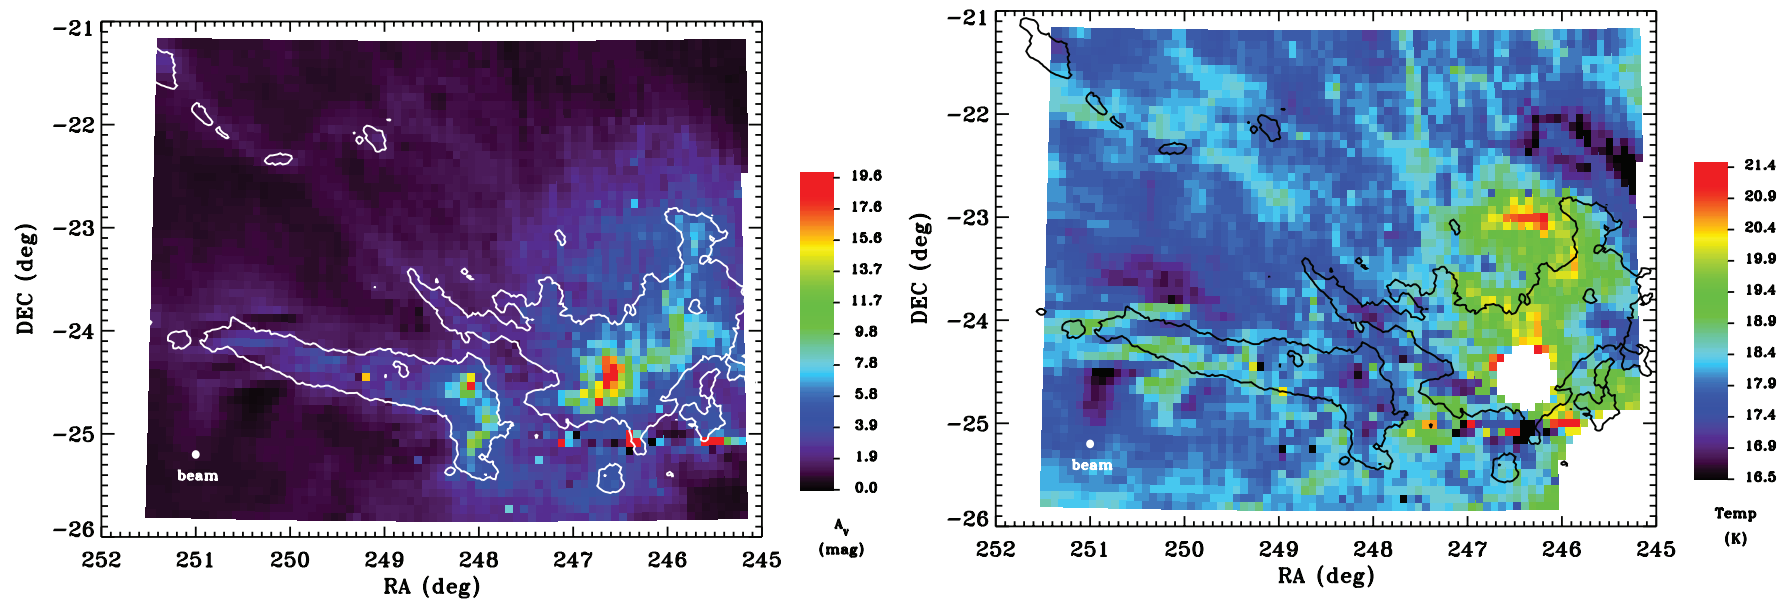 −21
−22
−23
−24
−25
−26
DEC (deg)
252 251 250 249 248 247 246 245
RA (deg)
beam
19.6
17.6
15.6
13.7
11.7
9.8
7.8
5.8
3.9
1.9
0.0
Av
(mag)
−21
−22
−23
−24
−25
−26
DEC (deg)
252 251 250 249 248 247 246 245
RA (deg)
beam
21.4
20.9
20.4
19.9
19.4
18.9
18.4
17.9
17.4
16.9
16.5
Temp
(K)